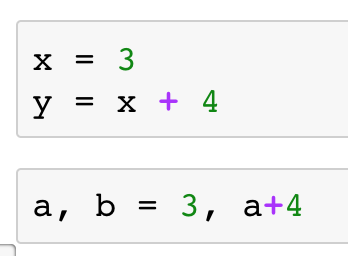 x = 3
y = x + 4
a, b = 3, a+4